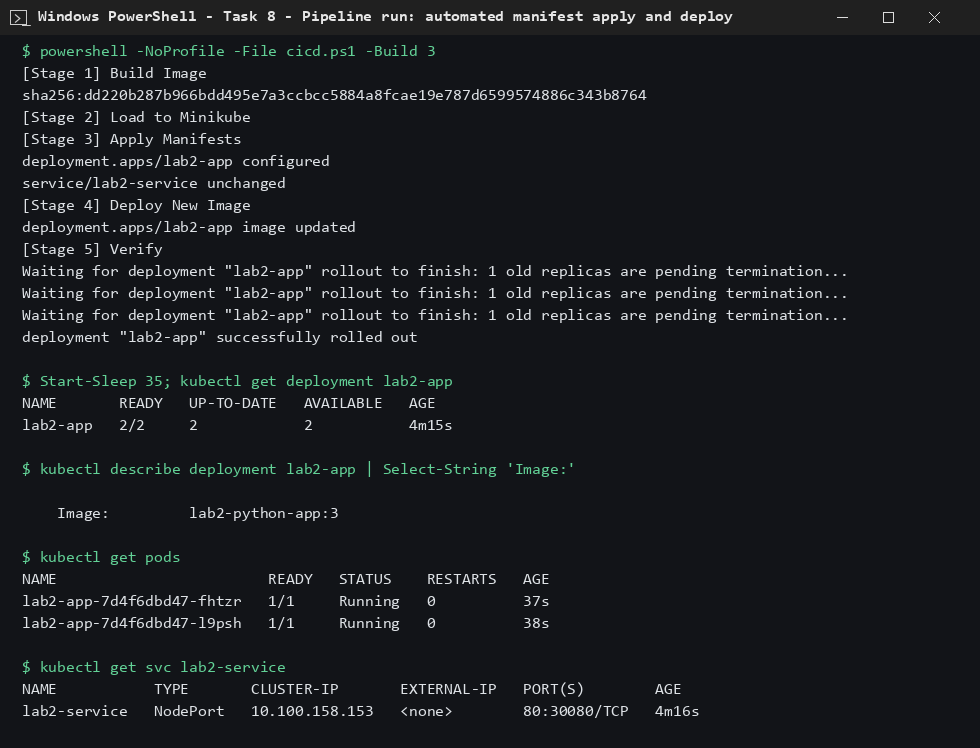 Windows PowerShell - Task 8 - Pipeline run: automated manifest apply and deploy
$ powershell -NoProfile -File cicd.ps1 -Build 3
[Stage 1] Build Image
sha256:dd220b287b966bdd495e7a3ccbcc5884a8fcae19e787d6599574886c343b8764
[Stage 2] Load to Minikube
[Stage 3] Apply Manifests
deployment.apps/lab2-app configured
service/lab2-service unchanged
[Stage 4] Deploy New Image
deployment.apps/lab2-app image updated
[Stage 5] Verify
Waiting for deployment "lab2-app" rollout to finish: 1 old replicas are pending termination...
Waiting for deployment "lab2-app" rollout to finish: 1 old replicas are pending termination...
Waiting for deployment "lab2-app" rollout to finish: 1 old replicas are pending termination...
deployment "lab2-app" successfully rolled out
$ Start-Sleep 35; kubectl get deployment lab2-app
NAME       READY   UP-TO-DATE   AVAILABLE   AGE
lab2-app   2/2     2            2           4m15s
$ kubectl describe deployment lab2-app | Select-String 'Image:'
    Image:         lab2-python-app:3
$ kubectl get pods
NAME                        READY   STATUS    RESTARTS   AGE
lab2-app-7d4f6dbd47-fhtzr   1/1     Running   0          37s
lab2-app-7d4f6dbd47-l9psh   1/1     Running   0          38s
$ kubectl get svc lab2-service
NAME           TYPE       CLUSTER-IP       EXTERNAL-IP   PORT(S)        AGE
lab2-service   NodePort   10.100.158.153   <none>        80:30080/TCP   4m16s